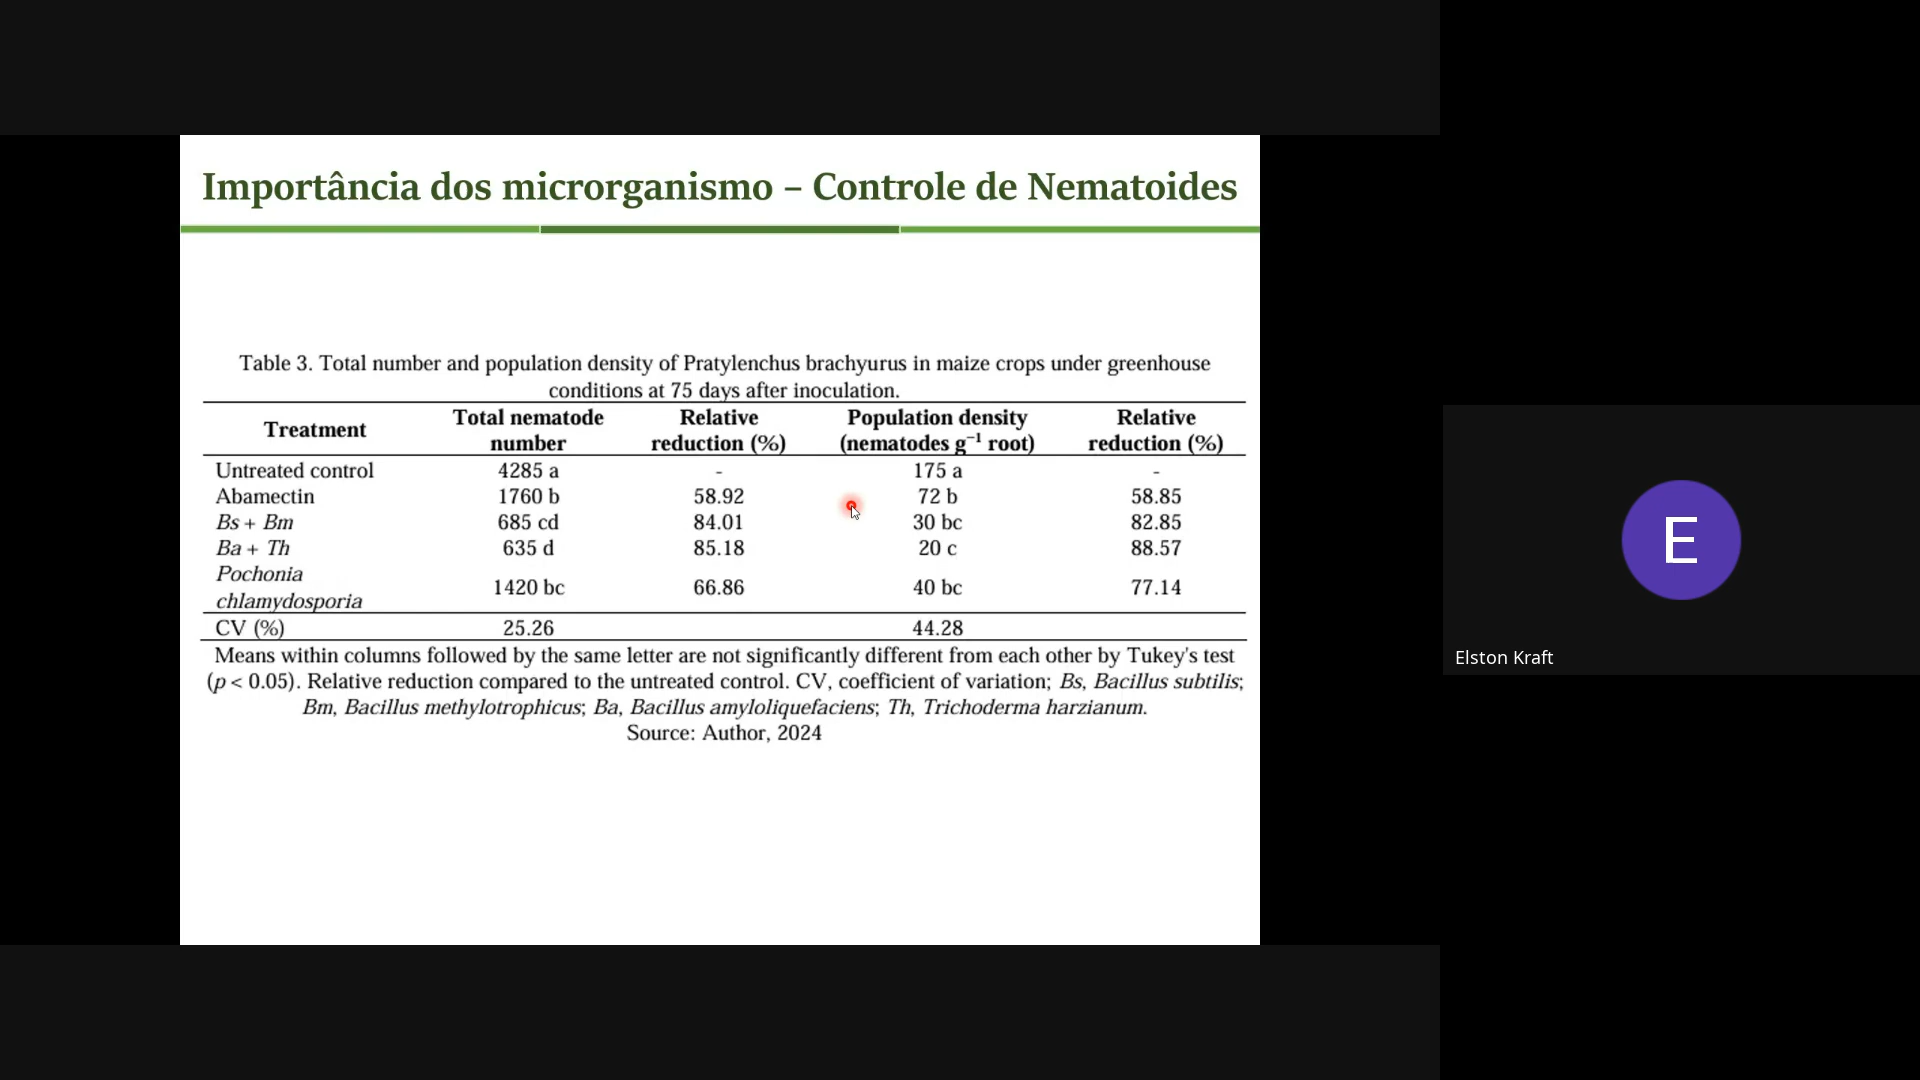 Importância dos microrganismo – Controle de Nematoides
Table 3. Total number and population density of Pratylenchus brachyurus in maize crops under greenhouse
conditions at 75 days after inoculation.
Treatment Total nematode number Relative reduction (%) Population density (nematodes g⁻¹ root) Relative reduction (%)
Untreated control 4285 a - 175 a -
Abamectin 1760 b 58.92 72 b 58.85
Bs + Bm 685 cd 84.01 30 bc 82.85
Ba + Th 635 d 85.18 20 c 88.57
Pochonia chlamydosporia 1420 bc 66.86 40 bc 77.14
CV (%) 25.26 44.28
Means within columns followed by the same letter are not significantly different from each other by Tukey's test
(p < 0.05). Relative reduction compared to the untreated control. CV, coefficient of variation; Bs, Bacillus subtilis;
Bm, Bacillus methylotrophicus; Ba, Bacillus amyloliquefaciens; Th, Trichoderma harzianum.
Source: Author, 2024
E
Elston Kraft